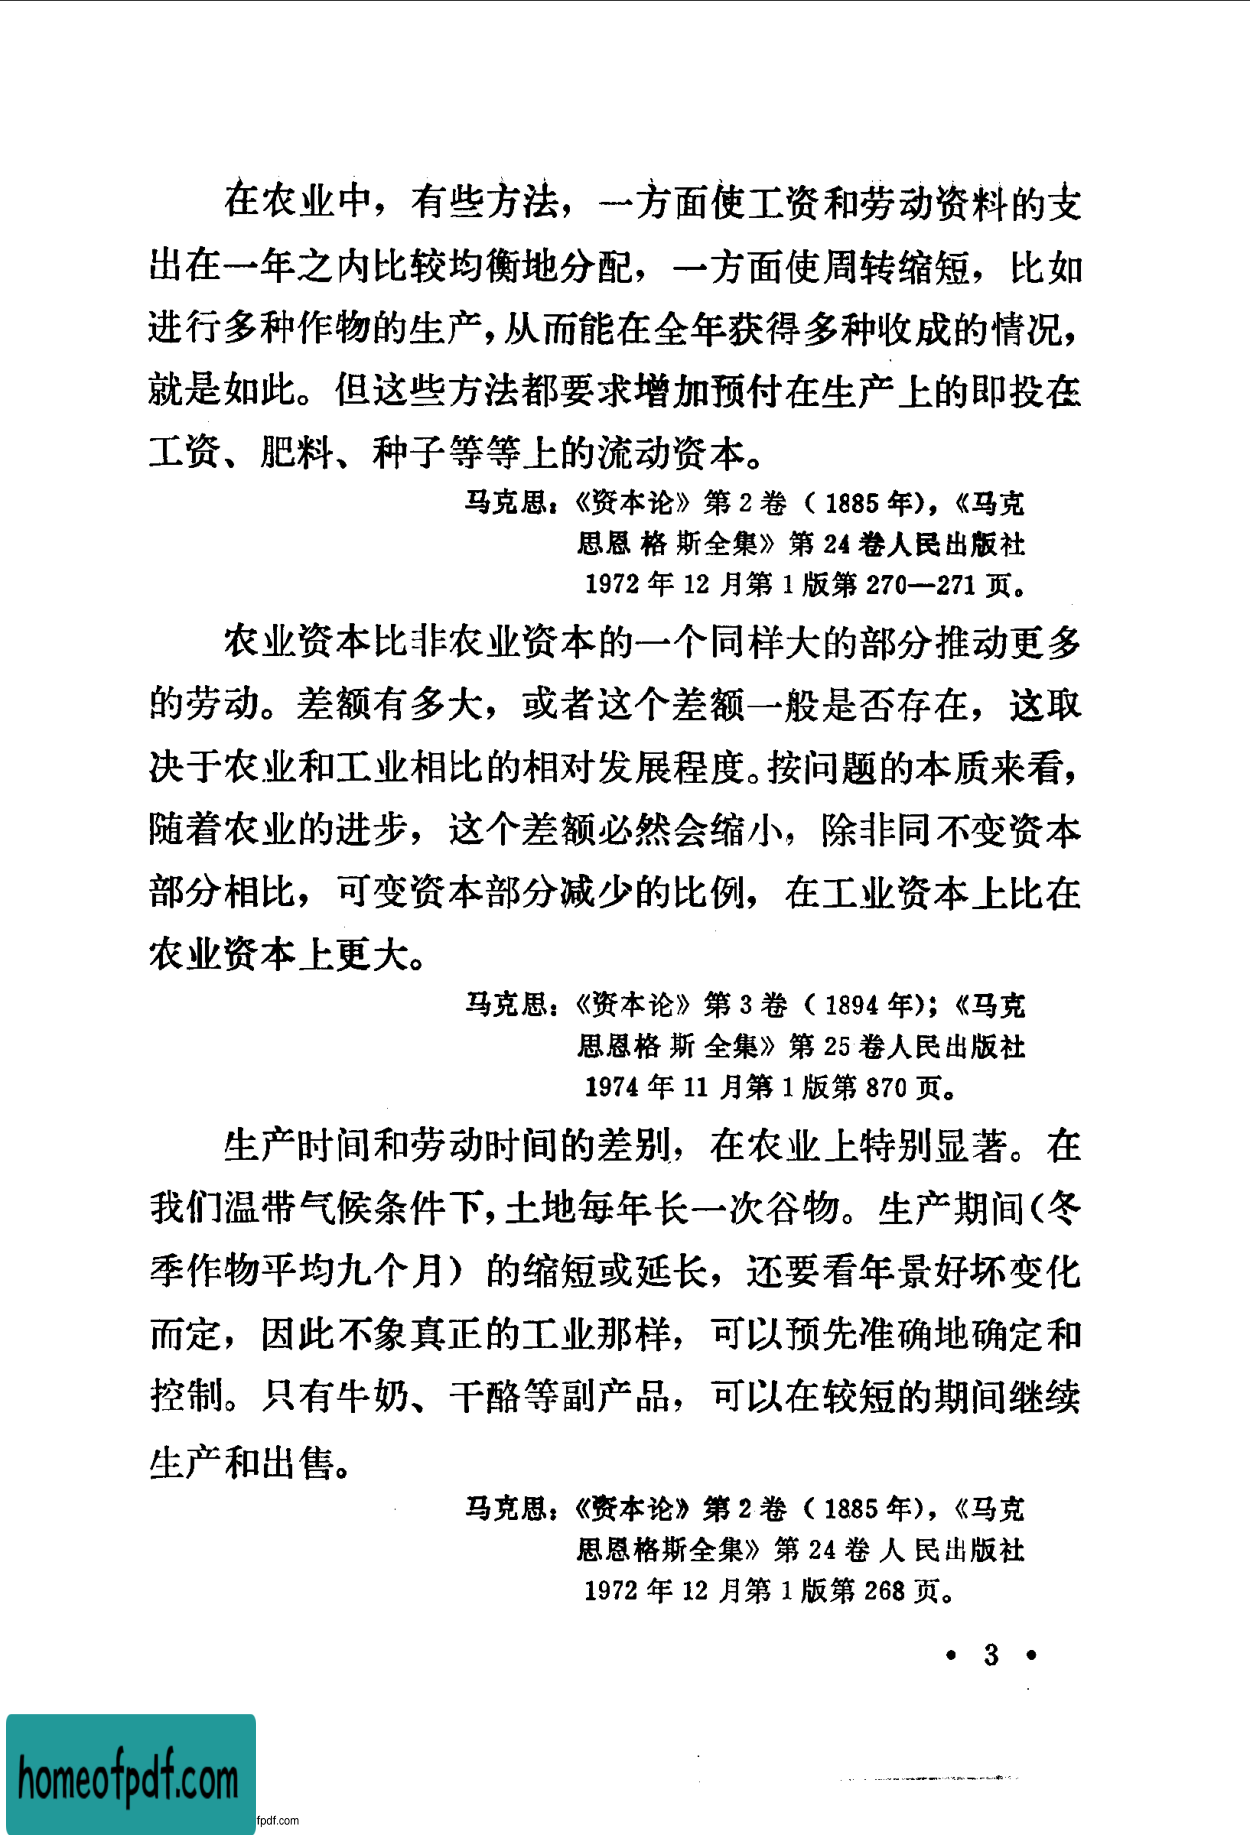 在农业中，有些方法，一方面使工资和劳动资料的支
出在一年之内比较均衡地分配，一方面使周转缩短，比如
进行多种作物的生产，从而能在全年获得多种收成的情况，
就是如此。但这些方法都要求增加预付在生产上的即投在
工资、肥料、种子等等上的流动资本。
马克思：《资本论》第2卷（1885年），《马克
思恩格斯全集》第24卷人民出版社
1972年12月第1版第270—271页。
农业资本比非农业资本的一个同样大的部分推动更多
的劳动。差额有多大，或者这个差额一般是否存在，这取
决于农业和工业相比的相对发展程度。按问题的本质来看，
随着农业的进步，这个差额必然会缩小，除非同不变资本
部分相比，可变资本部分减少的比例，在工业资本上比在
农业资本上更大。
马克思：《资本论》第3卷（1894年）；《马克
思恩格斯全集》第25卷人民出版社
1974年11月第1版第870页。
生产时间和劳动时间的差别，在农业上特别显著。在
我们温带气候条件下，土地每年长一次谷物。生产期间（冬
季作物平均九个月）的缩短或延长，还要看年景好坏变化
而定，因此不象真正的工业那样，可以预先准确地确定和
控制。只有牛奶、干酪等副产品，可以在较短的期间继续
生产和出售。
马克思：《资本论》第2卷（1885年），《马克
思恩格斯全集》第24卷人民出版社
1972年12月第1版第268页。
• 3 •
homeofpdf.com
fpdf.com